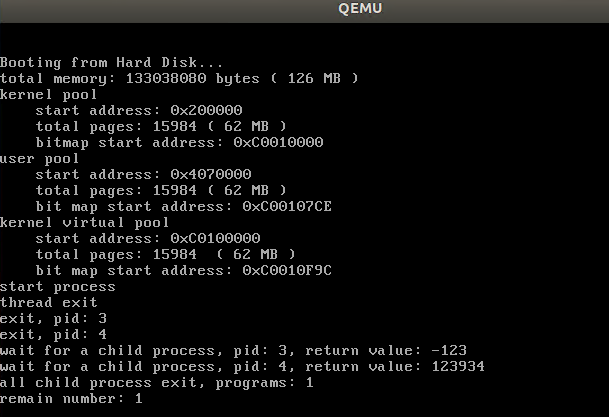 QEMU
Booting from Hard Disk...
total memory: 133038080 bytes ( 126 MB )
kernel pool
    start address: 0x200000
    total pages: 15984 ( 62 MB )
    bitmap start address: 0xC0010000
user pool
    start address: 0x4070000
    total pages: 15984 ( 62 MB )
    bit map start address: 0xC00107CE
kernel virtual pool
    start address: 0xC0100000
    total pages: 15984  ( 62 MB )
    bit map start address: 0xC0010F9C
start process
thread exit
exit, pid: 3
exit, pid: 4
wait for a child process, pid: 3, return value: -123
wait for a child process, pid: 4, return value: 123934
all child process exit, programs: 1
remain number: 1